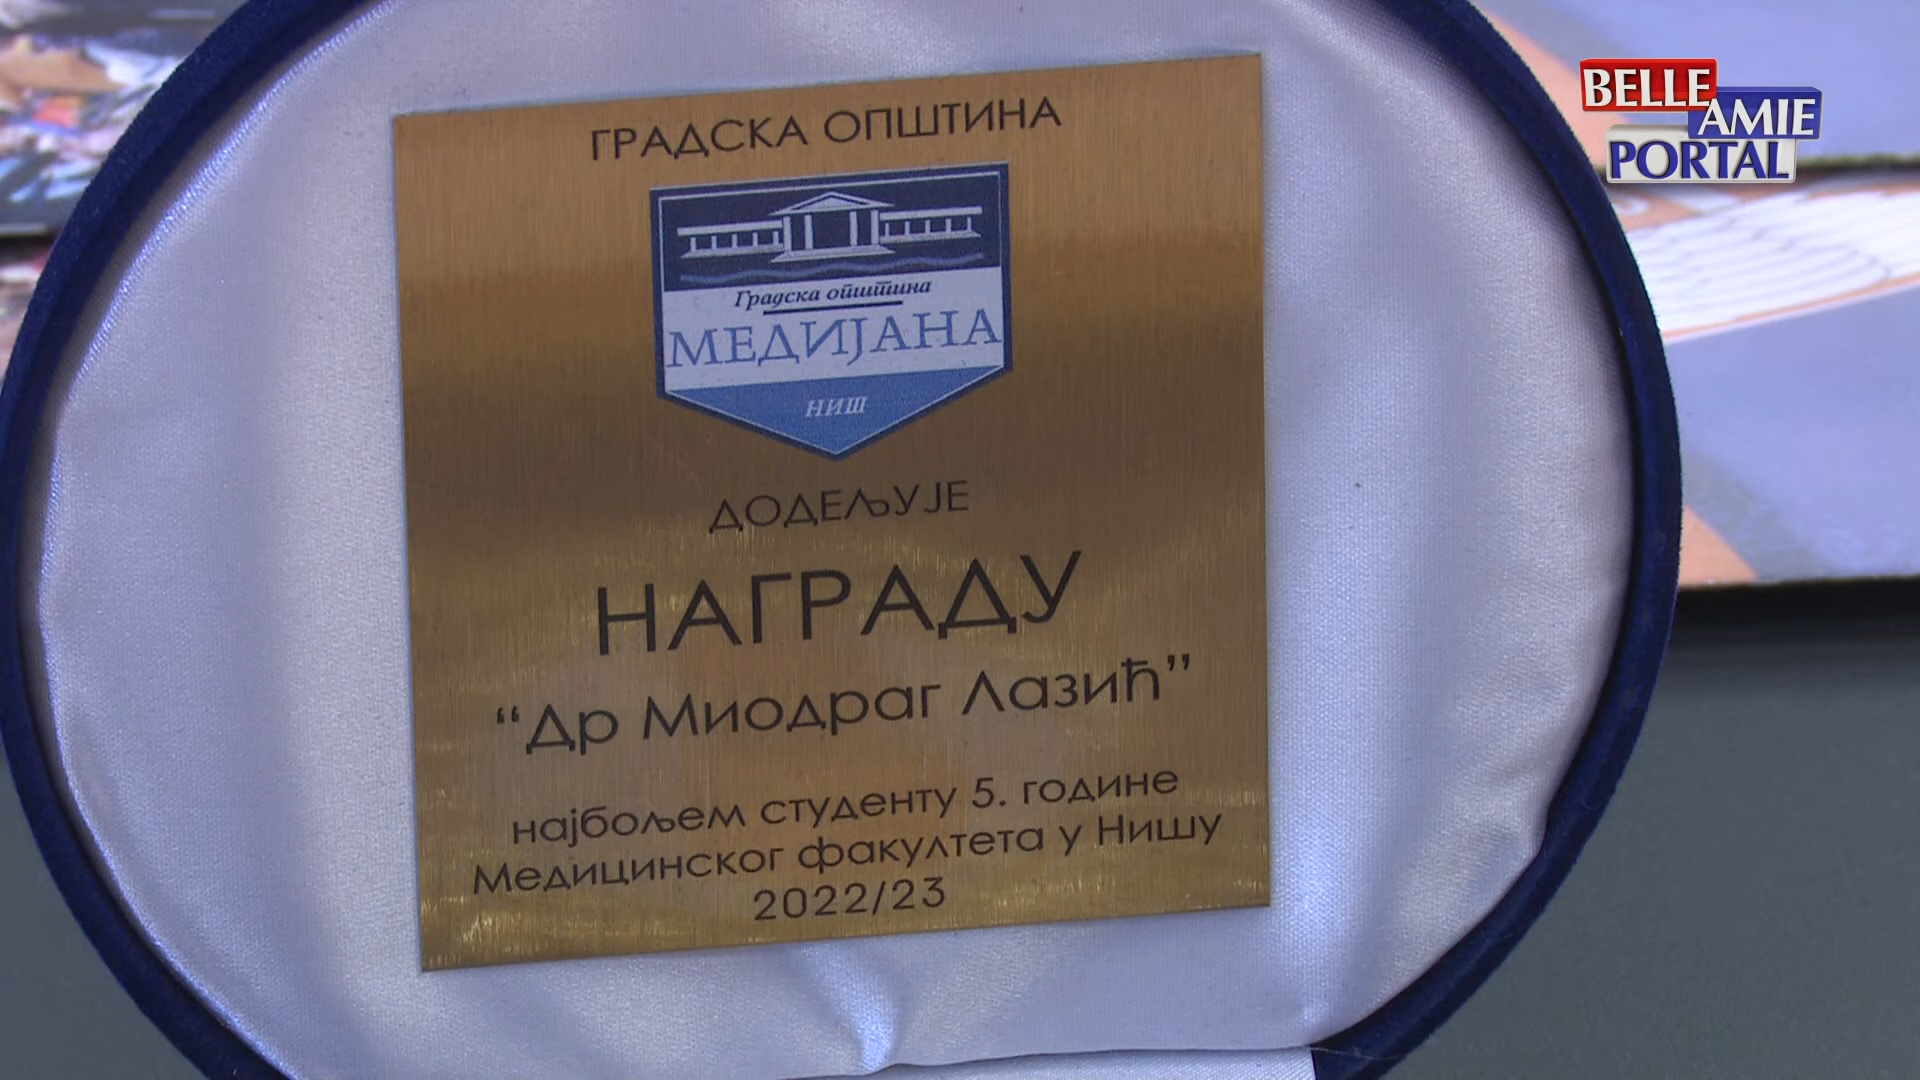 BELLE
AMIE
PORTAL
ГРАДСКА ОПШТИНА
Градска општина
МЕДИЈАНА
НИШ
ДОДЕЉУЈЕ
НАГРАДУ
“Др Миодраг Лазић”
најбољем студенту 5. године
Медицинског факултета у Нишу
2022/23